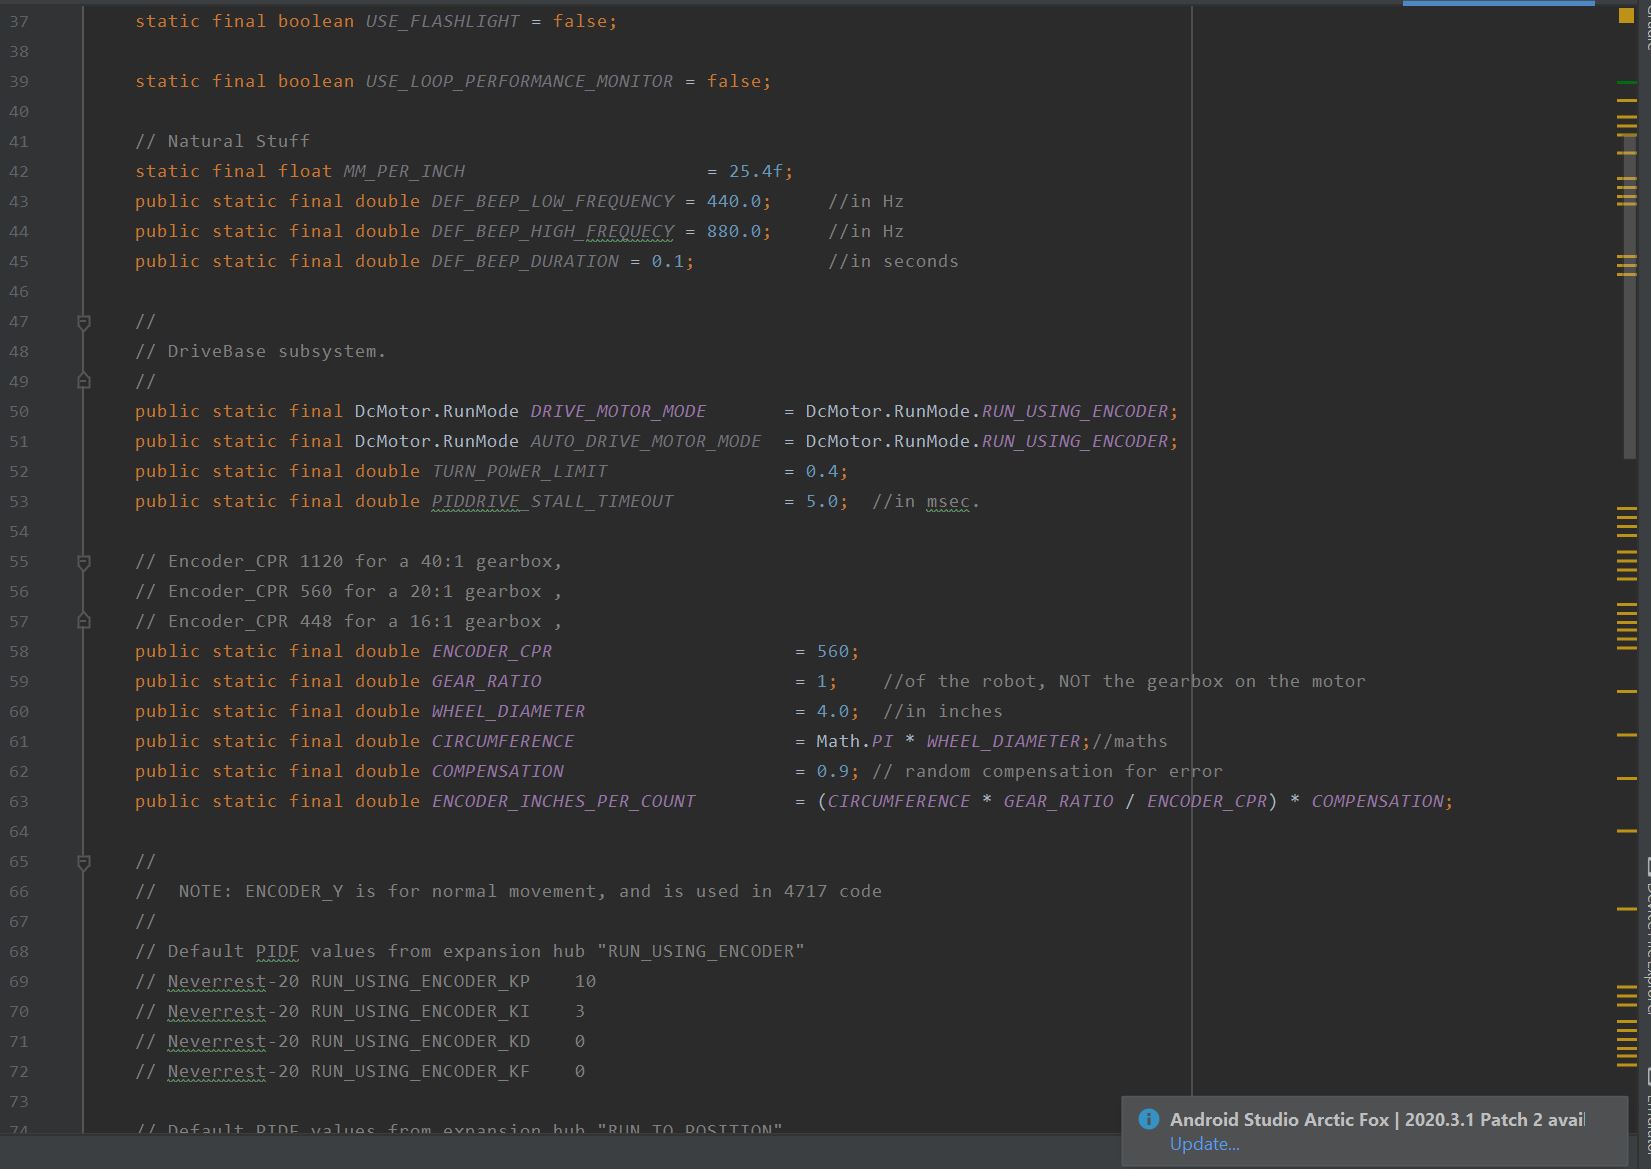 37 static final boolean USE_FLASHLIGHT = false;
38
39 static final boolean USE_LOOP_PERFORMANCE_MONITOR = false;
40
41 // Natural Stuff
42 static final float MM_PER_INCH = 25.4f;
43 public static final double DEF_BEEP_LOW_FREQUENCY = 440.0; //in Hz
44 public static final double DEF_BEEP_HIGH_FREQUECY = 880.0; //in Hz
45 public static final double DEF_BEEP_DURATION = 0.1; //in seconds
46
47 //
48 // DriveBase subsystem.
49 //
50 public static final DcMotor.RunMode DRIVE_MOTOR_MODE = DcMotor.RunMode.RUN_USING_ENCODER;
51 public static final DcMotor.RunMode AUTO_DRIVE_MOTOR_MODE = DcMotor.RunMode.RUN_USING_ENCODER;
52 public static final double TURN_POWER_LIMIT = 0.4;
53 public static final double PIDDRIVE_STALL_TIMEOUT = 5.0; //in msec.
54
55 // Encoder_CPR 1120 for a 40:1 gearbox,
56 // Encoder_CPR 560 for a 20:1 gearbox ,
57 // Encoder_CPR 448 for a 16:1 gearbox ,
58 public static final double ENCODER_CPR = 560;
59 public static final double GEAR_RATIO = 1; //of the robot, NOT the gearbox on the motor
60 public static final double WHEEL_DIAMETER = 4.0; //in inches
61 public static final double CIRCUMFERENCE = Math.PI * WHEEL_DIAMETER;//maths
62 public static final double COMPENSATION = 0.9; // random compensation for error
63 public static final double ENCODER_INCHES_PER_COUNT = (CIRCUMFERENCE * GEAR_RATIO / ENCODER_CPR) * COMPENSATION;
64
65 //
66 // NOTE: ENCODER_Y is for normal movement, and is used in 4717 code
67 //
68 // Default PIDF values from expansion hub "RUN_USING_ENCODER"
69 // Neverrest-20 RUN_USING_ENCODER_KP 10
70 // Neverrest-20 RUN_USING_ENCODER_KI 3
71 // Neverrest-20 RUN_USING_ENCODER_KD 0
72 // Neverrest-20 RUN_USING_ENCODER_KF 0
73
74 // Default PIDF values from expansion hub "RUN_TO_POSITION"
Android Studio Arctic Fox | 2020.3.1 Patch 2 avail
Update...